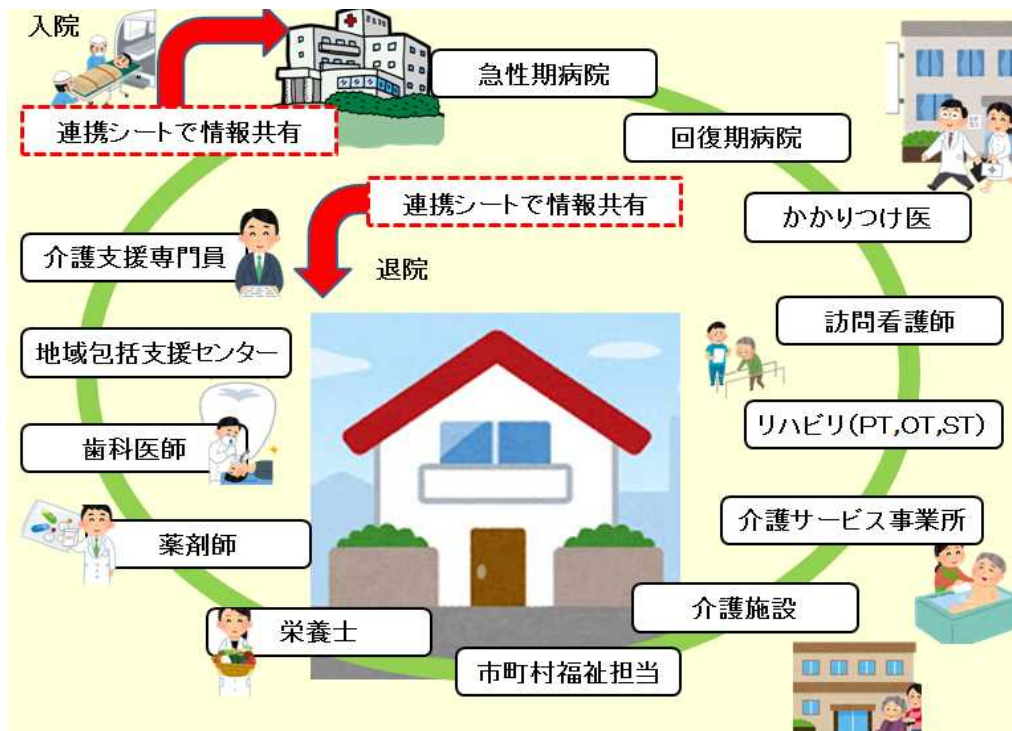 入院
連携シートで情報共有
急性期病院
回復期病院
かかりつけ医
連携シートで情報共有
退院
介護支援専門員
訪問看護師
地域包括支援センター
リハビリ(PT,OT,ST)
歯科医師
介護サービス事業所
薬剤師
介護施設
栄養士
市町村福祉担当